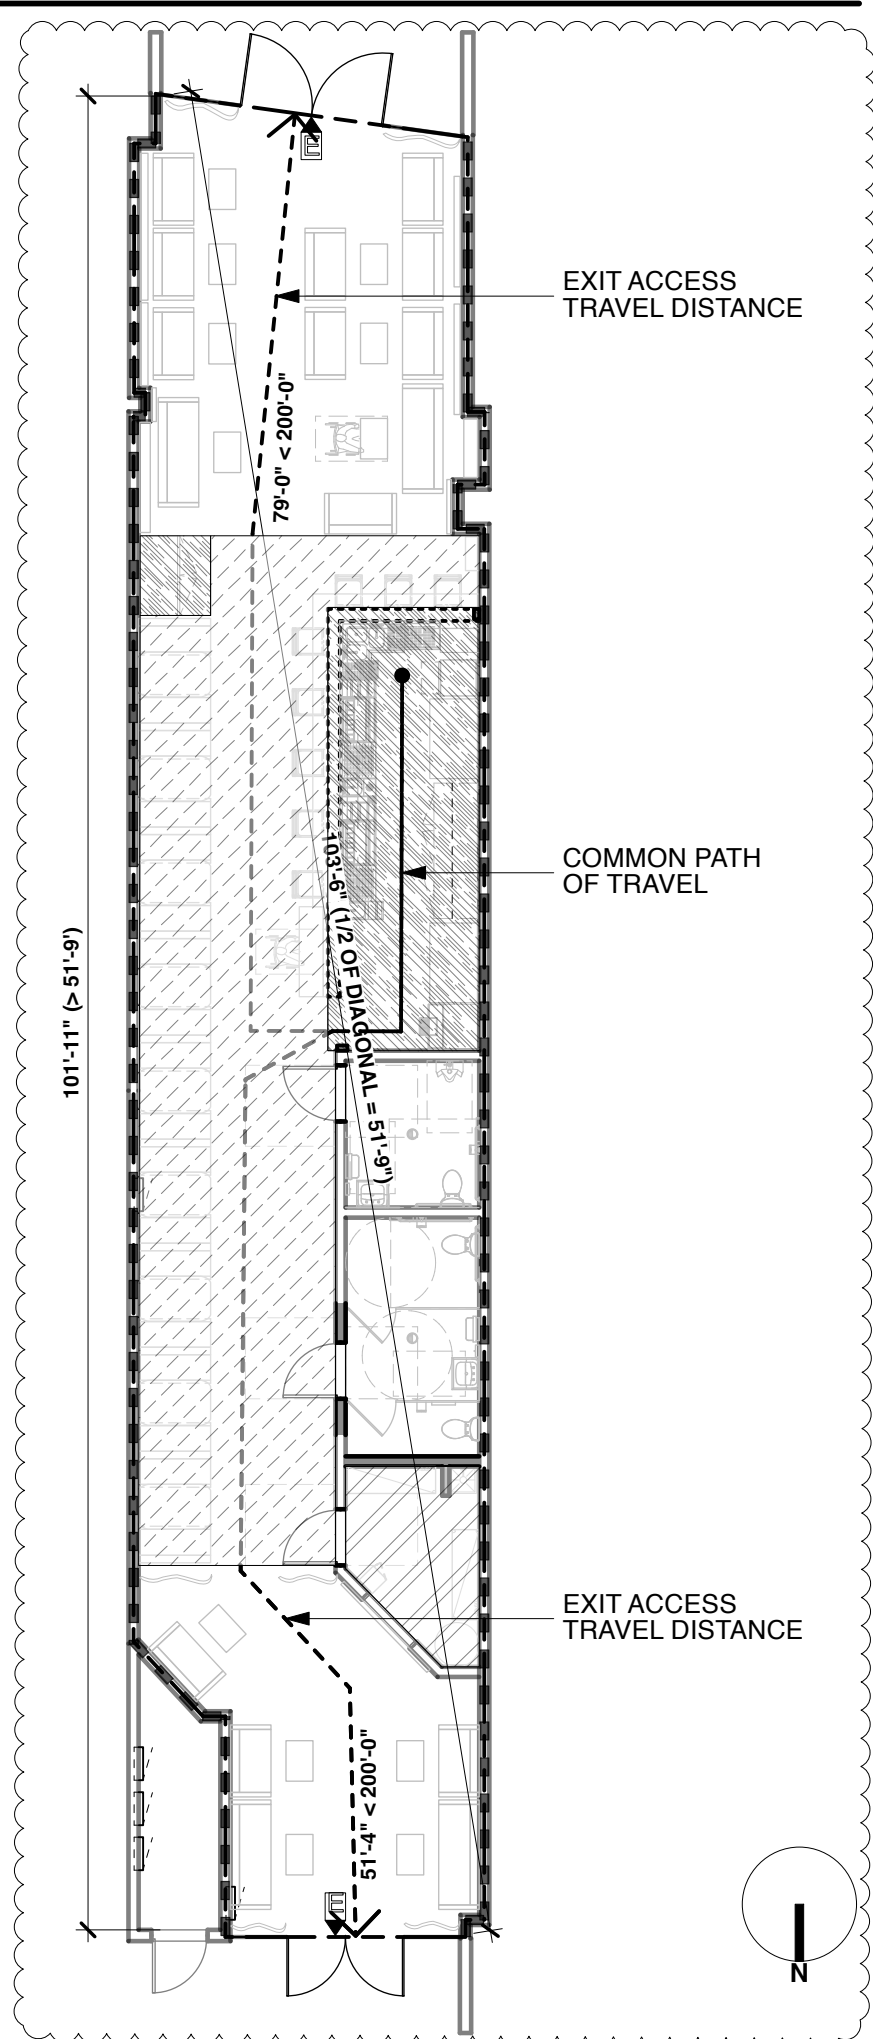 EXIT ACCESS
TRAVEL DISTANCE
79'-0" < 200'-0"
COMMON PATH
OF TRAVEL
103'-6" (1/2 OF DIAGONAL = 51'-9")
101'-11" (> 51'-9')
EXIT ACCESS
TRAVEL DISTANCE
51'-4" < 200'-0"
E
E
N